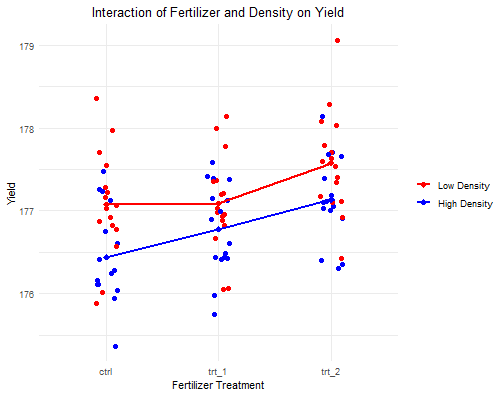 Interaction of Fertilizer and Density on Yield
179
178
177
176
Yield
ctrl
trt_1
trt_2
Fertilizer Treatment
Low Density
High Density